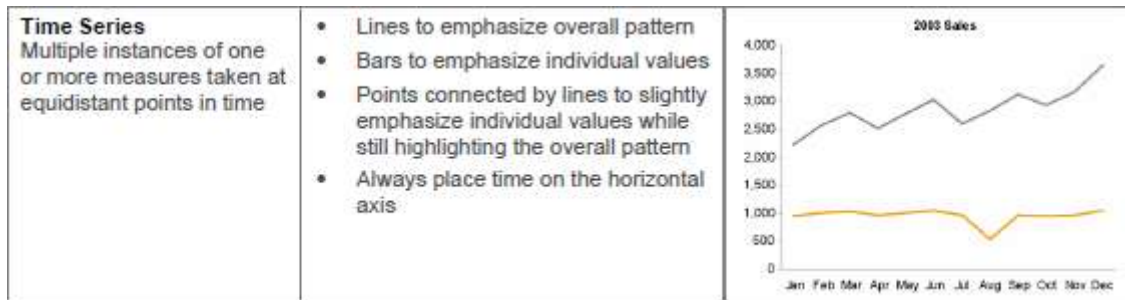 Time Series
Multiple instances of one
or more measures taken at
equidistant points in time
• Lines to emphasize overall pattern
• Bars to emphasize individual values
• Points connected by lines to slightly
emphasize individual values while
still highlighting the overall pattern
• Always place time on the horizontal
axis
2003 Sales
4,000
3,500
3,000
2,500
2,000
1,500
1,000
500
0
Jan Feb Mar Apr May Jun Jul Aug Sep Oct Nov Dec